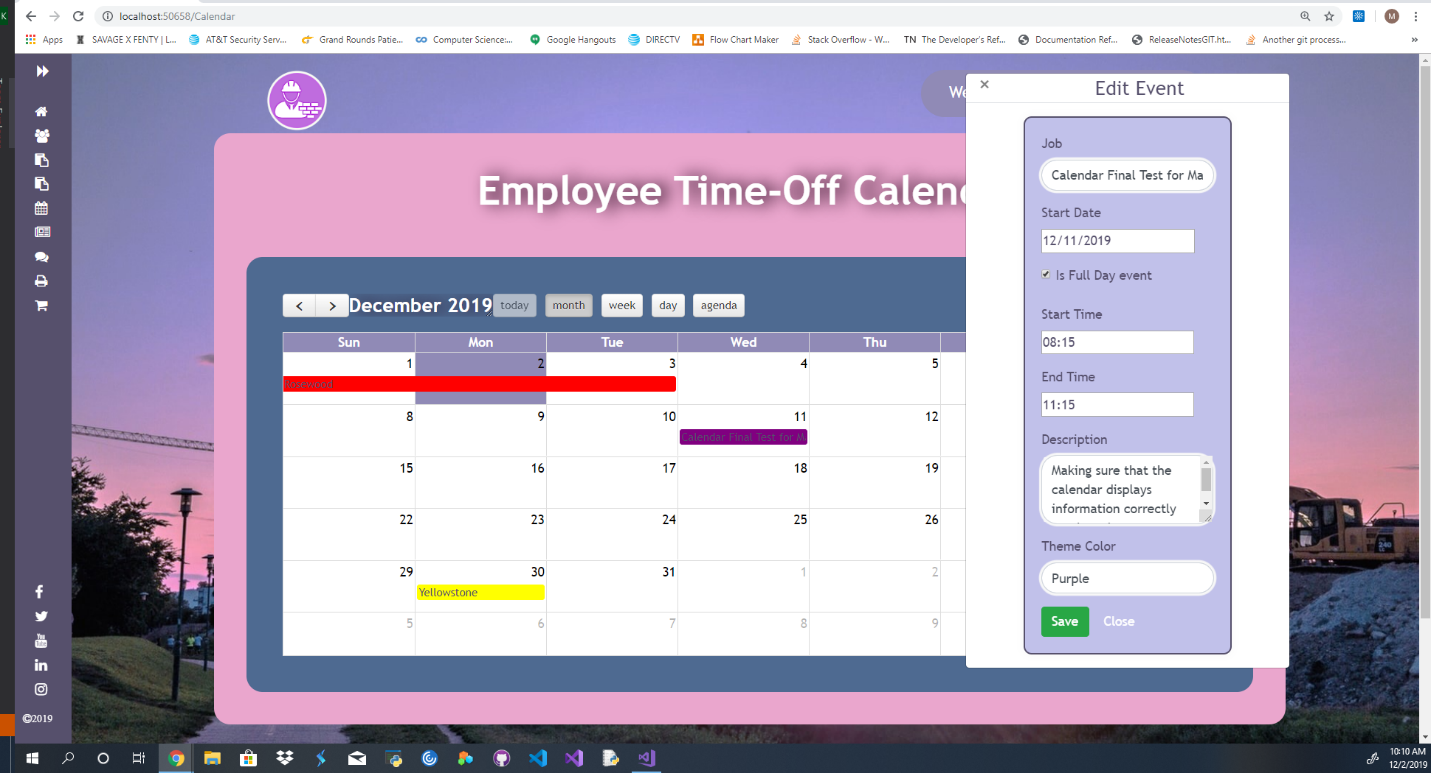 localhost:50658/Calendar
M
Apps
SAVAGE X FENTY | L...
AT&T Security Serv...
Grand Rounds Patie...
Computer Science:...
Google Hangouts
DIRECTV
Flow Chart Maker
Stack Overflow - W...
TN The Developer's Ref...
Documentation Ref...
ReleaseNotesGIT.ht...
Another git process...
We
Employee Time-Off Calend
December 2019
today
month
week
day
agenda
Sun Mon Tue Wed Thu
1 2 3 4 5
Rosewood
8 9 10 11 12
Calendar Final Test for M
15 16 17 18 19
22 23 24 25 26
29 30 31 1 2
Yellowstone
5 6 7 8 9
©2019
× Edit Event
Job
Calendar Final Test for Ma
Start Date
12/11/2019
Is Full Day event
Start Time
08:15
End Time
11:15
Description
Making sure that the
calendar displays
information correctly
Theme Color
Purple
Save Close
10:10 AM
12/2/2019